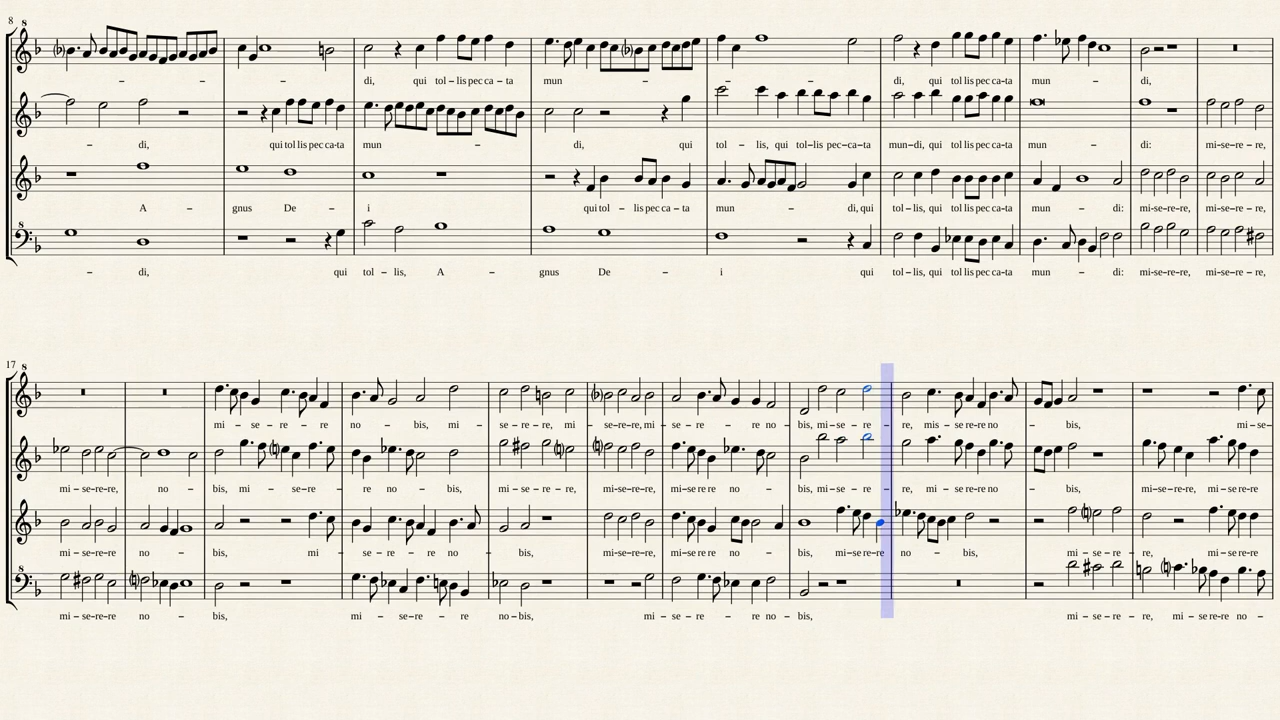 8
– – – di, qui tol – lis pec ca – ta mun – – – – di, qui tol lis pec ca–ta mun – di,
– di, qui tol lis pec ca–ta mun – di, qui tol – lis, qui tol–lis pec–ca–ta mun–di, qui tol lis pec ca–ta mun – di: mi–se–re–re,
A – gnus De – i qui tol – lis pec ca – ta mun – di, qui tol–lis, qui tol lis pec ca–ta mun – di: mi–se–re–re, mi–se–re–re,
– di, qui tol – lis, A – gnus De – i qui tol–lis, qui tol lis pec ca–ta mun – di: mi–se–re–re, mi–se–re – re,
17
mi – se – re – re no – bis, mi – se – re – re, mi – se – re – re, mi – se – re – re no – bis, mi – se – re – re, mis – se re–re no – bis, mi – se–
mi – se–re–re, no – bis, mi – se–re – re no – bis, mi – se–re – re, mi–se–re–re, mi – se re re no – bis, mi – se – re – re, mi – se re re no – bis, mi – se–re–re, mi – se–re–re
mi – se–re–re no – bis, mi – se – re – re no – bis, mi–se–re–re, mi–se re re no – bis, mi–se–re–re no – bis, mi – se – re – re, mi – se–re–re
mi – se–re–re no – bis, mi – se–re – re no–bis, mi – se – re – re no – bis, mi – se – re – re, mi – se re–re no –